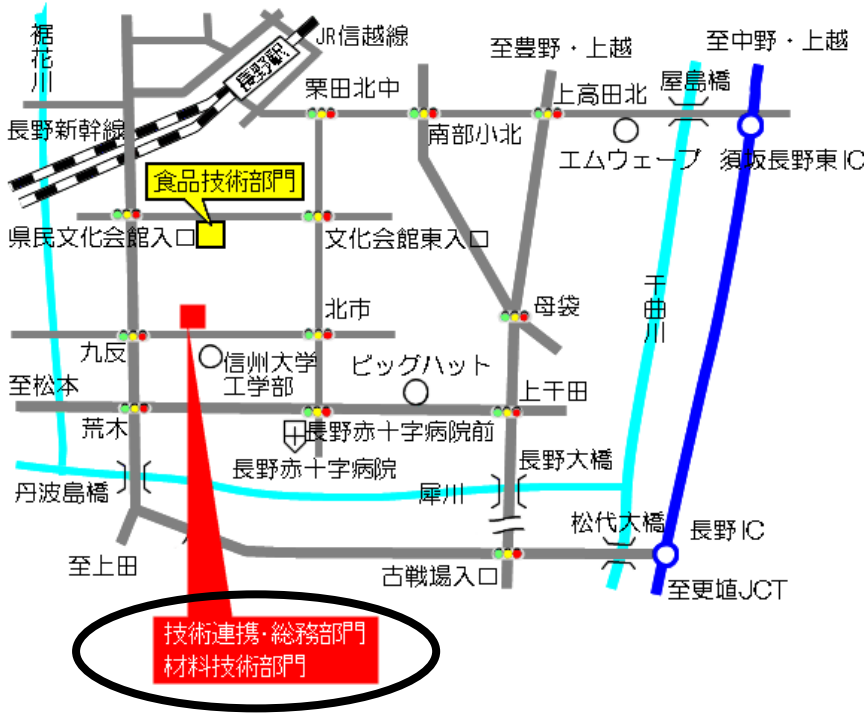 裾花川
JR信越線
長野駅
至豊野・上越
至中野・上越
栗田北中
上高田北
屋島橋
長野新幹線
南部小北
エムウェーブ
須坂長野東IC
食品技術部門
県民文化会館入口
文化会館東入口
千曲川
北市
母袋
九反
信州大学
工学部
ビッグハット
至松本
上千田
荒木
長野赤十字病院前
長野赤十字病院
長野大橋
丹波島橋
犀川
松代大橋
長野IC
至上田
古戦場入口
至更埴JCT
技術連携・総務部門
材料技術部門